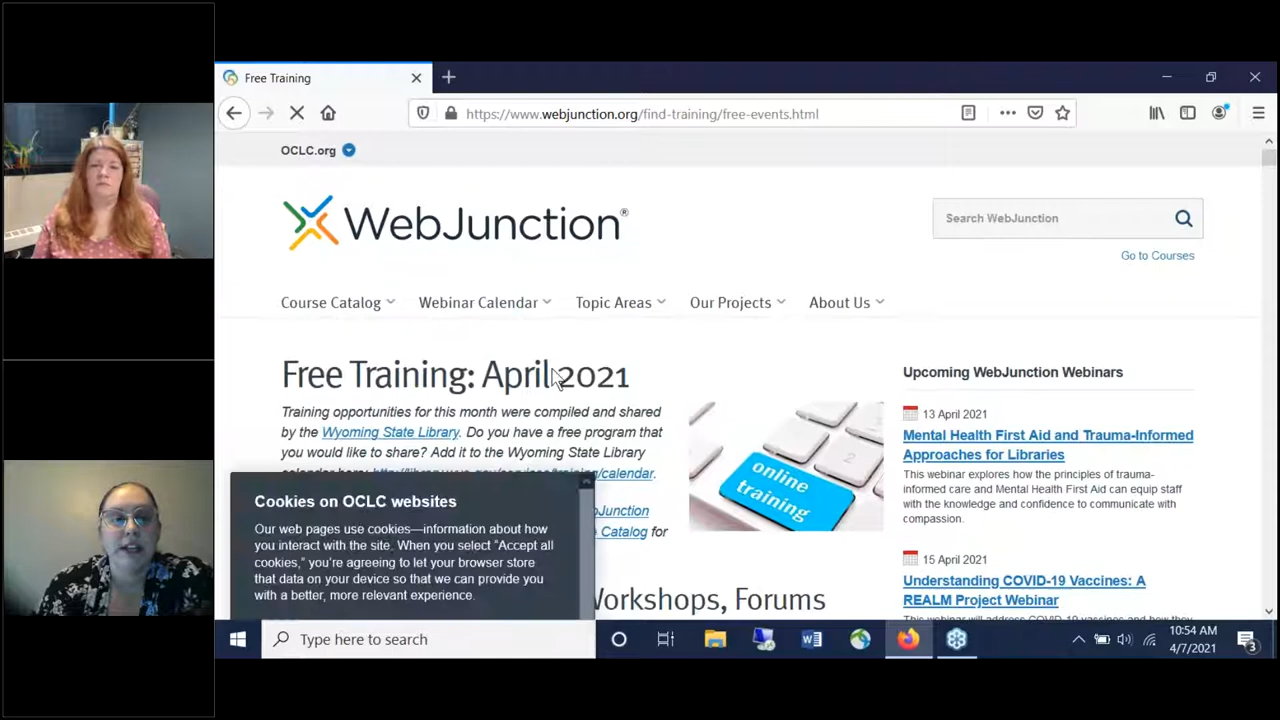 Free Training
https://www.webjunction.org/find-training/free-events.html
OCLC.org
WebJunction®
Search WebJunction
Go to Courses
Course Catalog Webinar Calendar Topic Areas Our Projects About Us
Free Training: April 2021
Training opportunities for this month were compiled and shared
by the Wyoming State Library. Do you have a free program that
you would like to share? Add it to the Wyoming State Library
/calendar.
Junction
Catalog for
Workshops, Forums
online
training
2
Upcoming WebJunction Webinars
13 April 2021
Mental Health First Aid and Trauma-Informed
Approaches for Libraries
This webinar explores how the principles of trauma-
informed care and Mental Health First Aid can equip staff
with the knowledge and confidence to communicate with
compassion.
15 April 2021
Understanding COVID-19 Vaccines: A
REALM Project Webinar
Cookies on OCLC websites
Our web pages use cookies—information about how
you interact with the site. When you select “Accept all
cookies,” you’re agreeing to let your browser store
that data on your device so that we can provide you
with a better, more relevant experience.
Type here to search
10:54 AM
4/7/2021
3